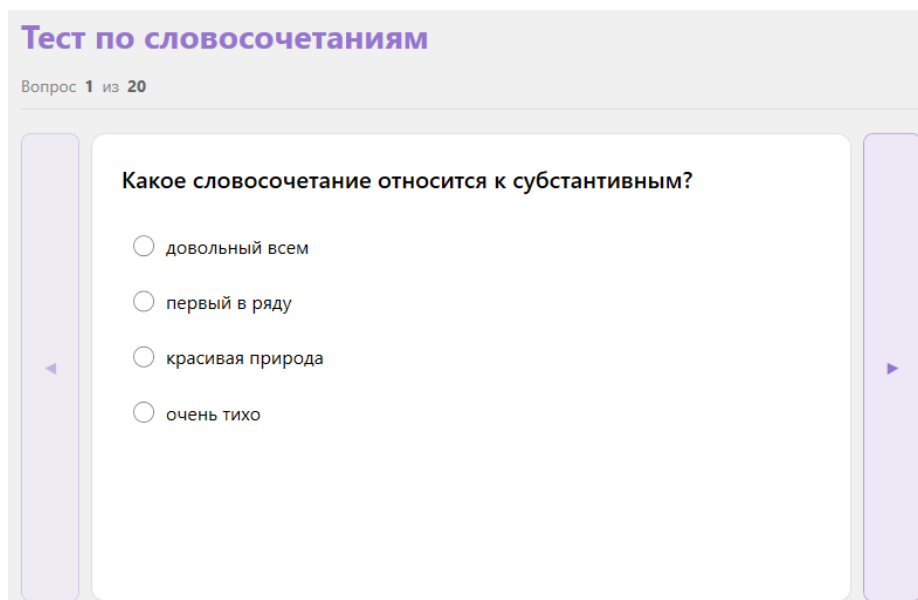 Тест по словосочетаниям
Вопрос 1 из 20
Какое словосочетание относится к субстантивным?
довольный всем
первый в ряду
красивая природа
очень тихо